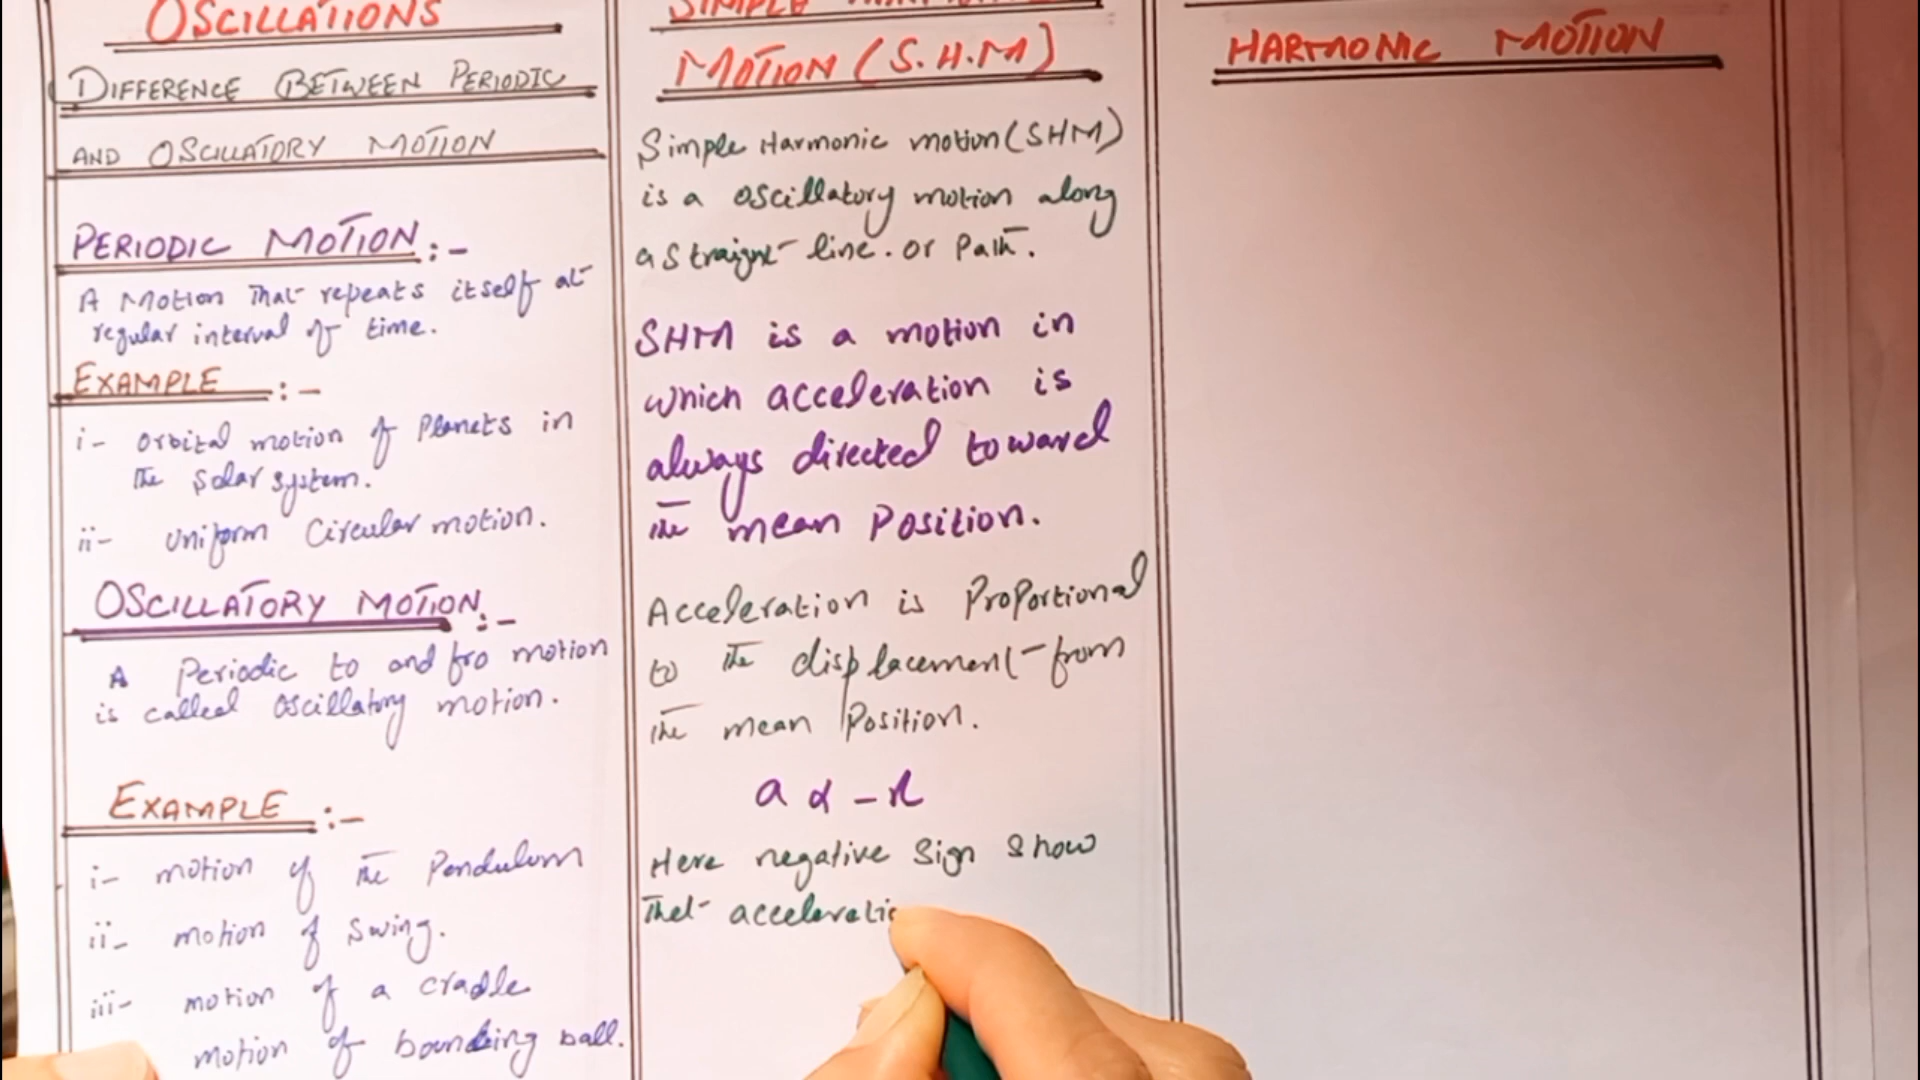 OSCILLATIONS
DIFFERENCE BETWEEN PERIODIC
AND OSCILLATORY MOTION
PERIODIC MOTION :-
A Motion That repeats itself at
regular interval of time.
EXAMPLE :-
i- orbital motion of Planets in
the Solar system.
ii- uniform Circular motion.
OSCILLATORY MOTION :-
A Periodic to and fro motion
is called oscillatory motion.
EXAMPLE :-
i- motion of the Pendulum
ii- motion of swing.
iii- motion of a cradle
motion of bouncing ball.
SIMPLE
MOTION (S.H.M)
Simple Harmonic motion (SHM)
is a oscillatory motion along
a straight line. or Path.
SHM is a motion in
which acceleration is
always directed toward
the mean Position.
Acceleration is Proportional
to the displacement from
the mean Position.
a α -x
Here negative Sign Show
That acceleratio
HARMONIC MOTION